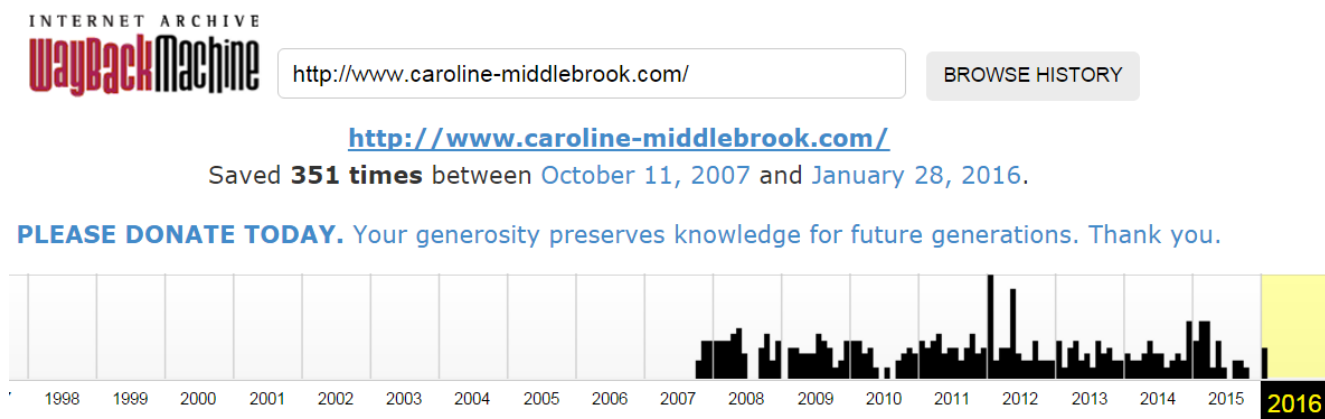 INTERNET ARCHIVE
WayBackMachine
http://www.caroline-middlebrook.com/
BROWSE HISTORY
http://www.caroline-middlebrook.com/
Saved 351 times between October 11, 2007 and January 28, 2016.
PLEASE DONATE TODAY. Your generosity preserves knowledge for future generations. Thank you.
1998 1999 2000 2001 2002 2003 2004 2005 2006 2007 2008 2009 2010 2011 2012 2013 2014 2015 2016